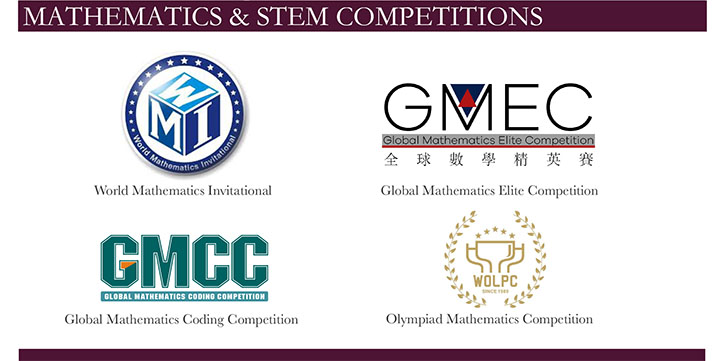 MATHEMATICS & STEM COMPETITIONS
W
M I
World Mathematics Invitational
World Mathematics Invitational
GMEC
Global Mathematics Elite Competition
全球數學精英賽
Global Mathematics Elite Competition
GMCC
GLOBAL MATHEMATICS CODING COMPETITION
Global Mathematics Coding Competition
WOLPC
SINCE 1989
Olympiad Mathematics Competition